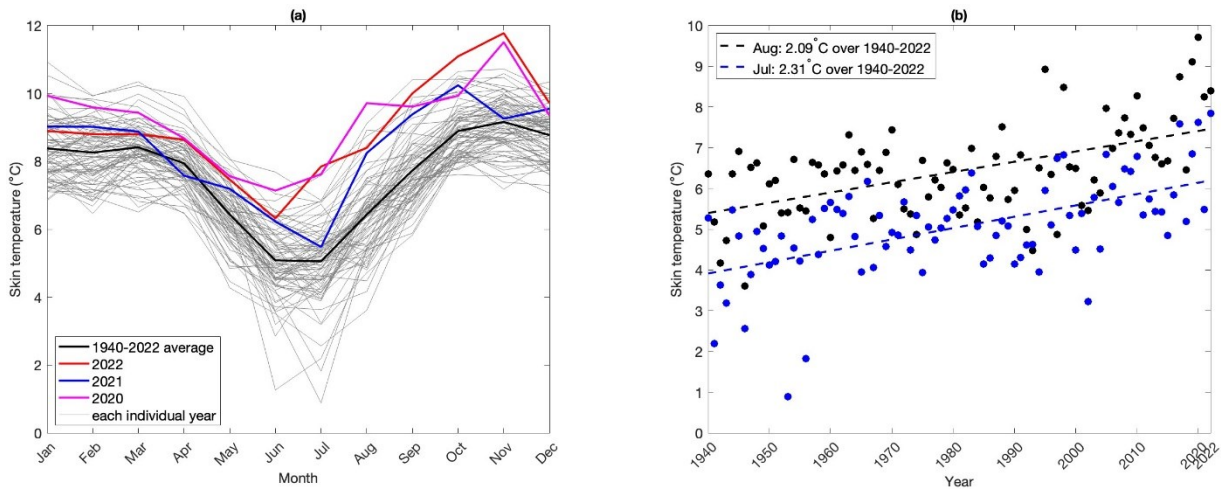 (a)
12
10
8
6
4
2
0
Skin temperature (°C)
1940-2022 average
2022
2021
2020
each individual year
Jan
Feb
Mar
Apr
May
Jun
Jul
Aug
Sep
Oct
Nov
Dec
Month
(b)
10
9
8
7
6
5
4
3
2
1
0
Skin temperature (°C)
Aug: 2.09°C over 1940-2022
Jul: 2.31°C over 1940-2022
1940
1950
1960
1970
1980
1990
2000
2010
2020
2022
Year